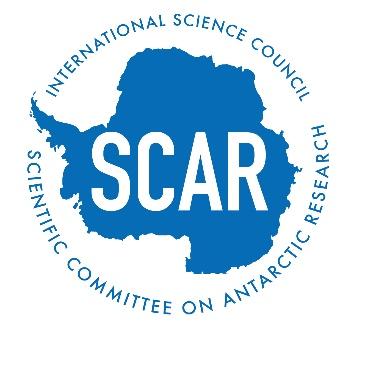 INTERNATIONAL SCIENCE COUNCIL
SCAR
SCIENTIFIC COMMITTEE ON ANTARCTIC RESEARCH